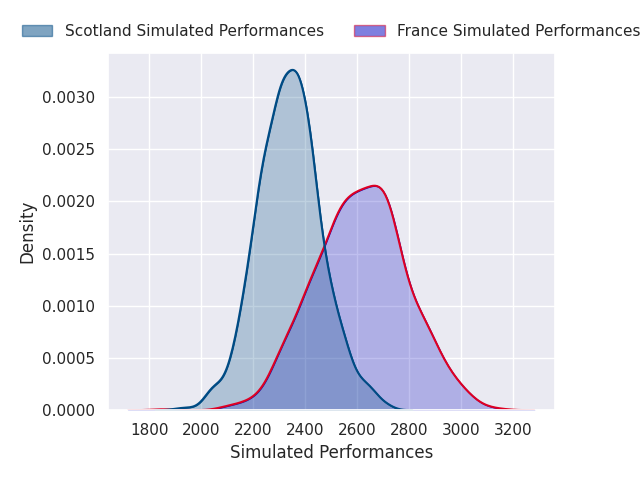 Scotland Simulated Performances France Simulated Performances
0.0030
0.0025
0.0020
0.0015
0.0010
0.0005
0.0000
Density
1800 2000 2200 2400 2600 2800 3000 3200
Simulated Performances